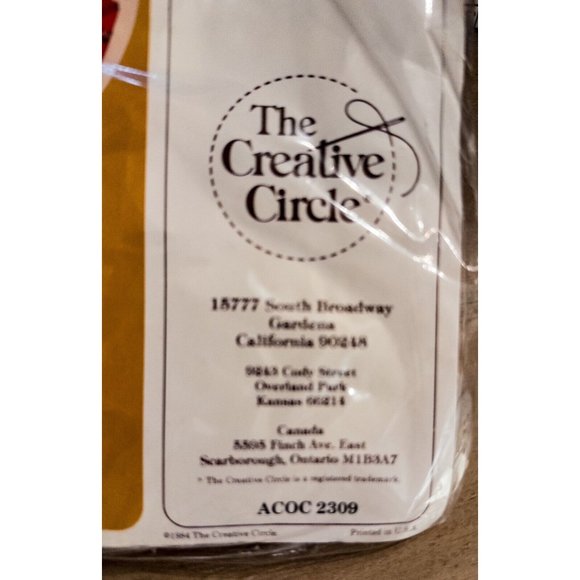 The
Creative
Circle®
15777 South Broadway
Gardena
California 90248
9243 Cody Street
Overland Park
Kansas 66214
Canada
5595 Finch Ave. East
Scarborough, Ontario M1B3A7
* The Creative Circle is a registered trademark.
ACOC 2309
©1984 The Creative Circle
Printed in U.S.A.